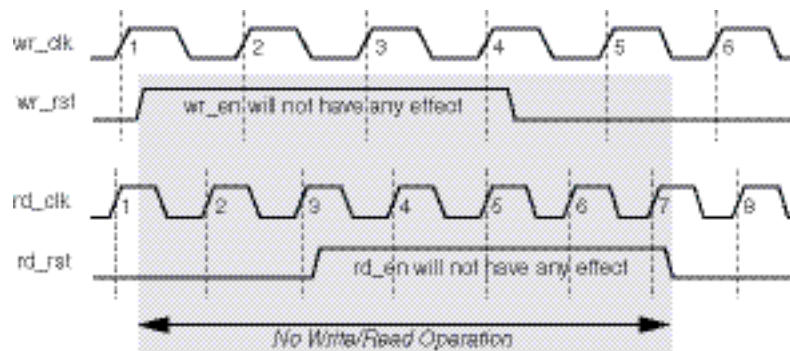 wr_clk 1 2 3 4 5 6
wr_rst wr_en will not have any effect
rd_clk 1 2 3 4 5 6 7 8
rd_rst rd_en will not have any effect
No Write/Read Operation